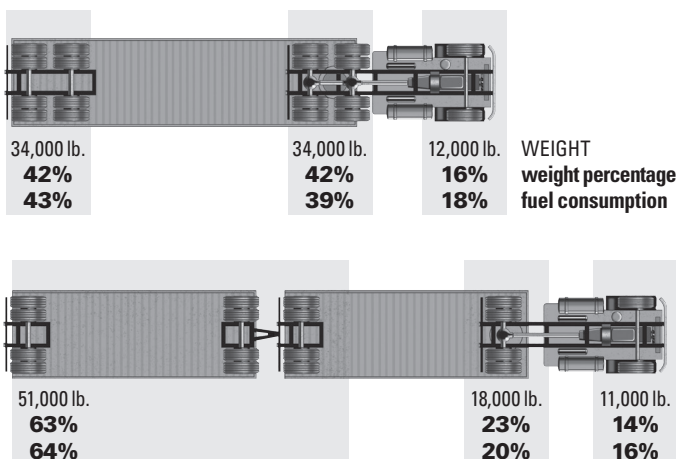 34,000 lb. 34,000 lb. 12,000 lb. WEIGHT
42% 42% 16% weight percentage
43% 39% 18% fuel consumption
51,000 lb. 18,000 lb. 11,000 lb.
63% 23% 14%
64% 20% 16%